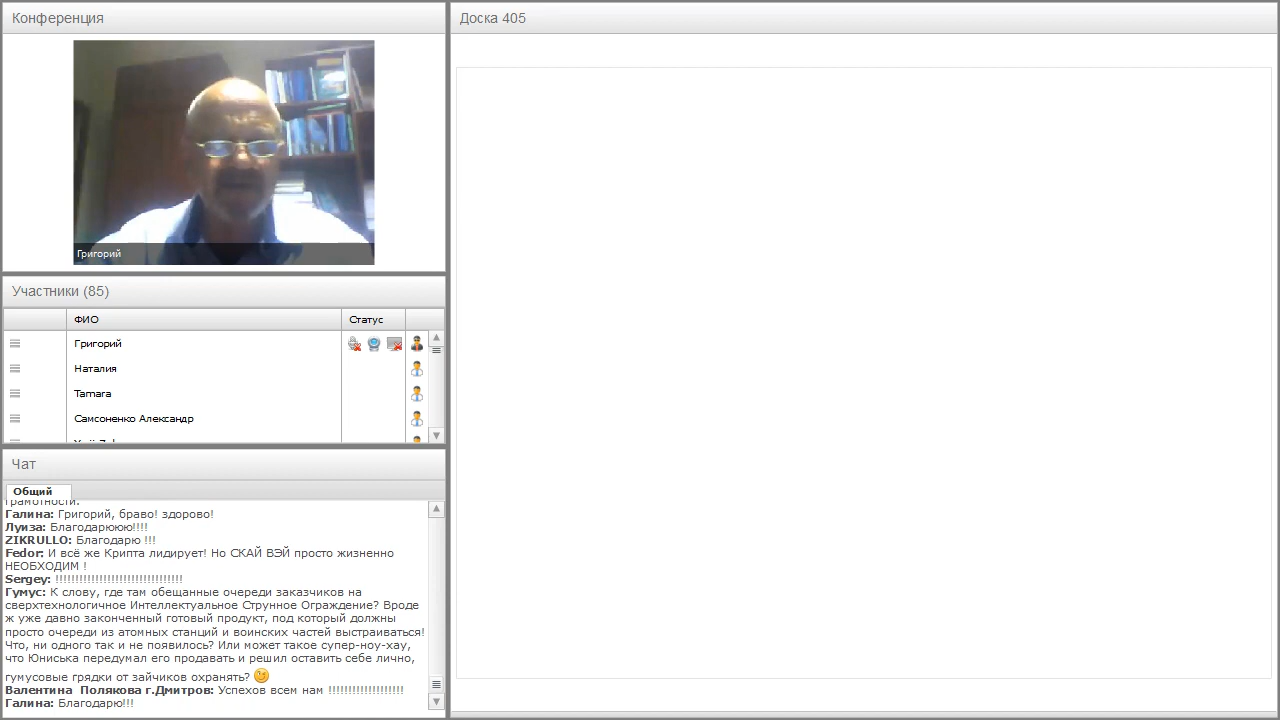 Конференция
Григорий
Участники (85)
ФИО
Статус
Григорий
Наталия
Tamara
Самсоненко Александр
Чат
Общий
грамотности.
Галина: Григорий, браво! здорово!
Луиза: Благодарююю!!!!
ZIKRULLO: Благодарю !!!
Fedor: И всё же Крипта лидирует! Но СКАЙ ВЭЙ просто жизненно
НЕОБХОДИМ !
Sergey: !!!!!!!!!!!!!!!!!!!!!!!!!!!!!!!!
Гумус: К слову, где там обещанные очереди заказчиков на
сверхтехнологичное Интеллектуальное Струнное Ограждение? Вроде
ж уже давно законченный готовый продукт, под который должны
просто очереди из атомных станций и воинских частей выстраиваться!
Что, ни одного так и не появилось? Или может такое супер-ноу-хау,
что Юниська передумал его продавать и решил оставить себе лично,
гумусовые грядки от зайчиков охранять?
Валентина Полякова г.Дмитров: Успехов всем нам !!!!!!!!!!!!!!!!!!!
Галина: Благодарю!!!
Доска 405